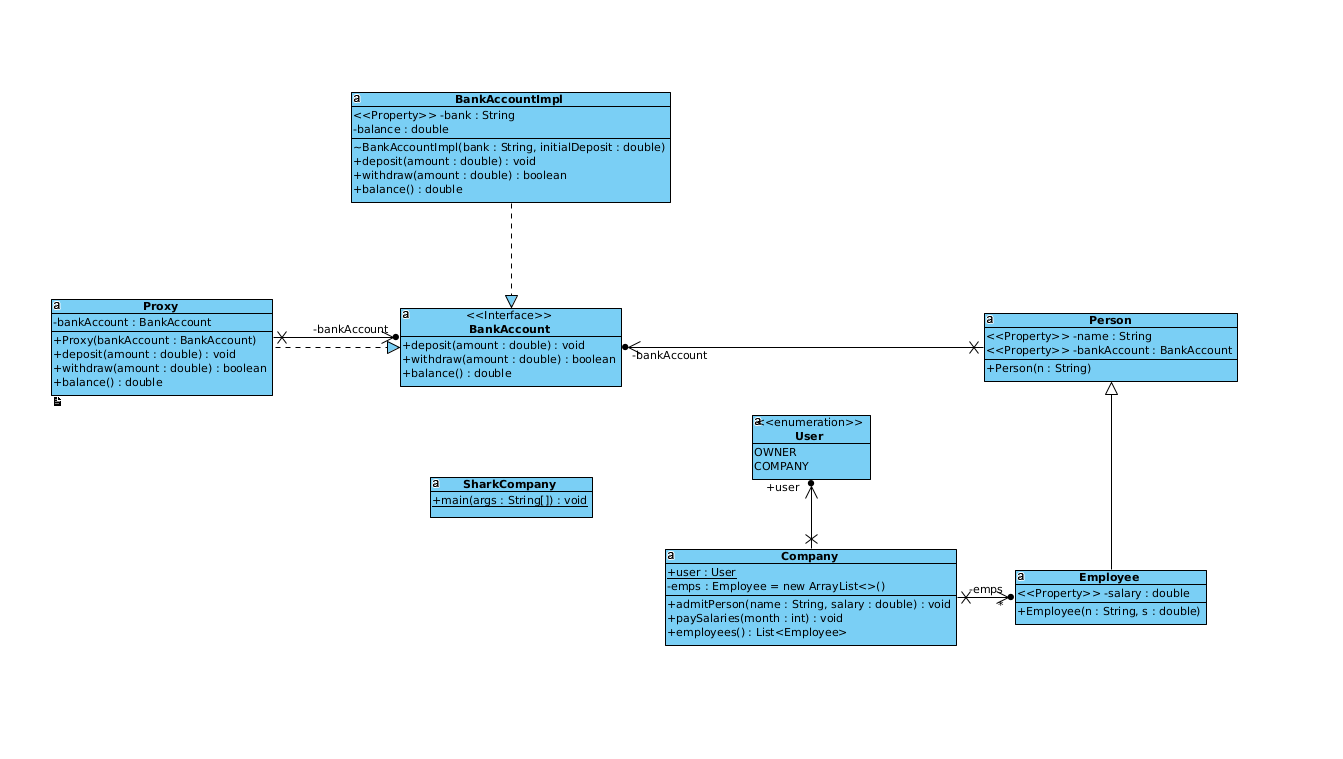 a
BankAccountImpl
<<Property>> -bank : String
-balance : double
~BankAccountImpl(bank : String, initialDeposit : double)
+deposit(amount : double) : void
+withdraw(amount : double) : boolean
+balance() : double
a
Proxy
-bankAccount : BankAccount
+Proxy(bankAccount : BankAccount)
+deposit(amount : double) : void
+withdraw(amount : double) : boolean
+balance() : double
-bankAccount
a
<<Interface>>
BankAccount
+deposit(amount : double) : void
+withdraw(amount : double) : boolean
+balance() : double
-bankAccount
a
Person
<<Property>> -name : String
<<Property>> -bankAccount : BankAccount
+Person(n : String)
a
<<enumeration>>
User
OWNER
COMPANY
+user
a
SharkCompany
+main(args : String[]) : void
a
Company
+user : User
-emps : Employee = new ArrayList<>()
+admitPerson(name : String, salary : double) : void
+paySalaries(month : int) : void
+employees() : List<Employee>
-emps
*
a
Employee
<<Property>> -salary : double
+Employee(n : String, s : double)